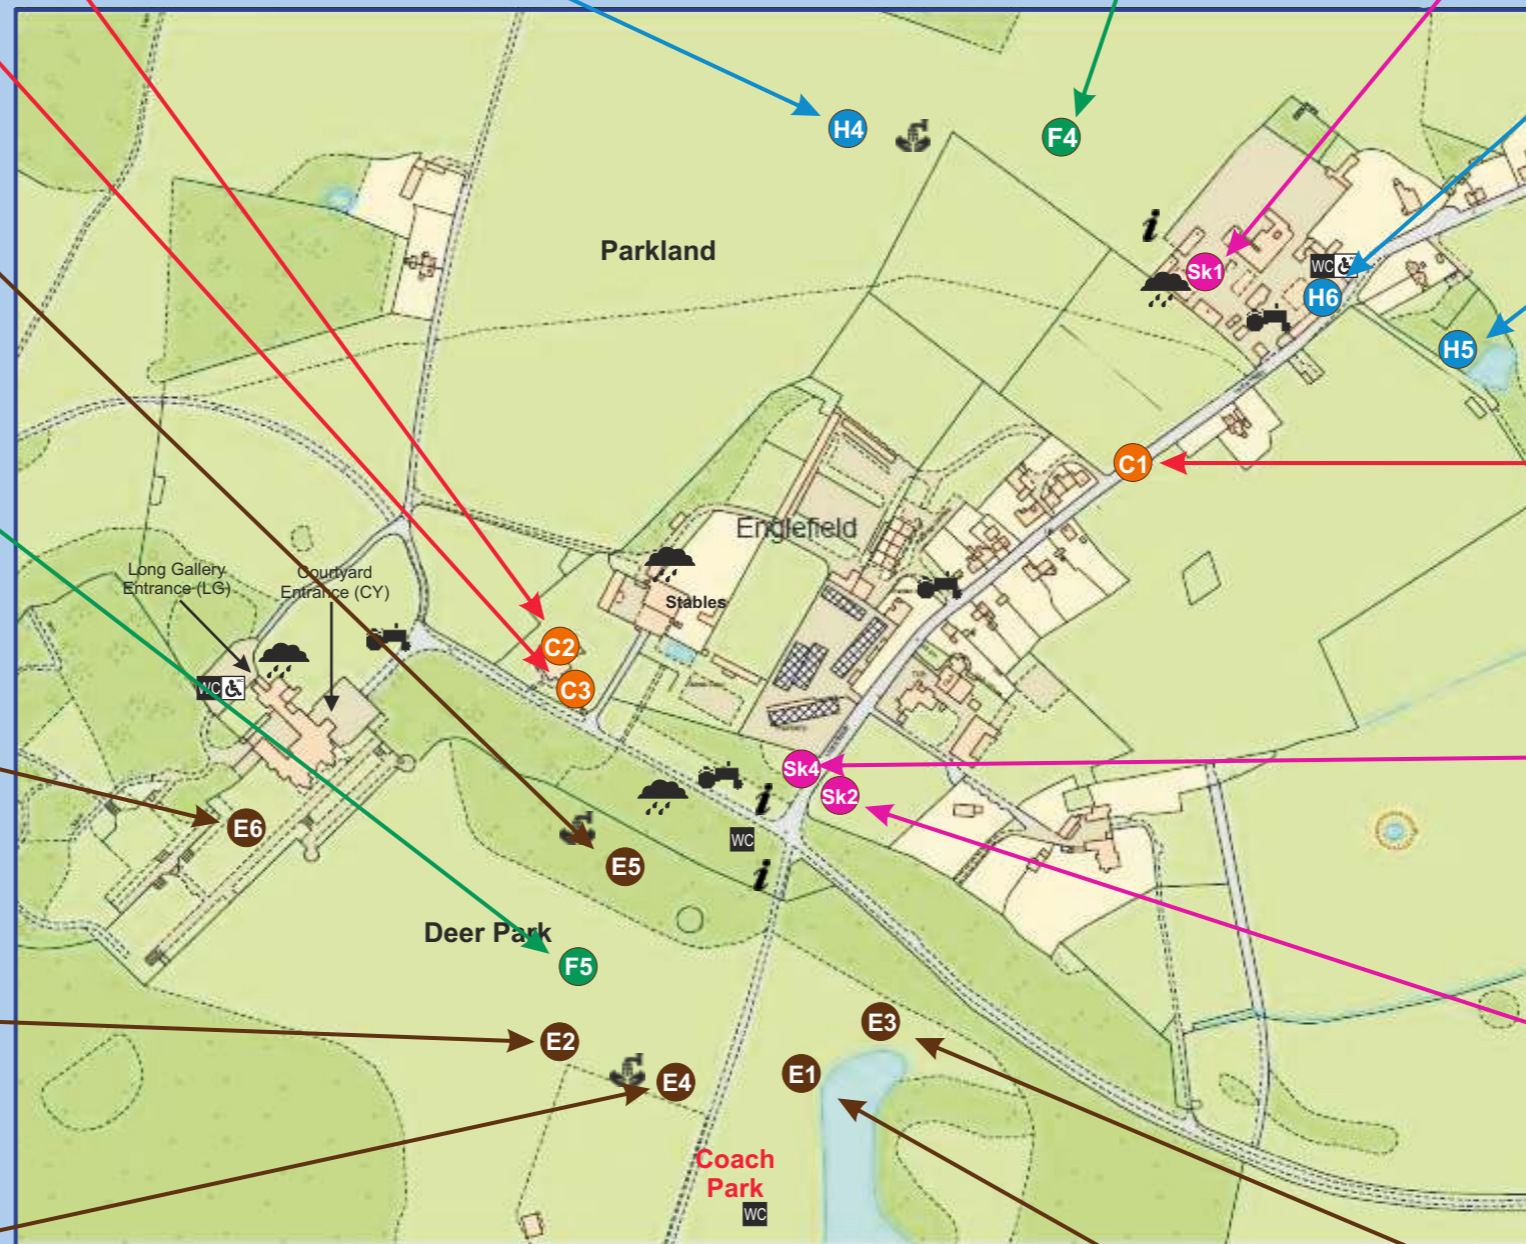 H4
F4
i
Parkland
Sk1
WC
H6
H5
C1
Englefield
Long Gallery
Entrance (LG)
Courtyard
Entrance (CY)
Stables
C2
WC
C3
Sk4
Sk2
i
E6
WC
E5
i
Deer Park
F5
E3
E2
E1
E4
Coach
Park
WC